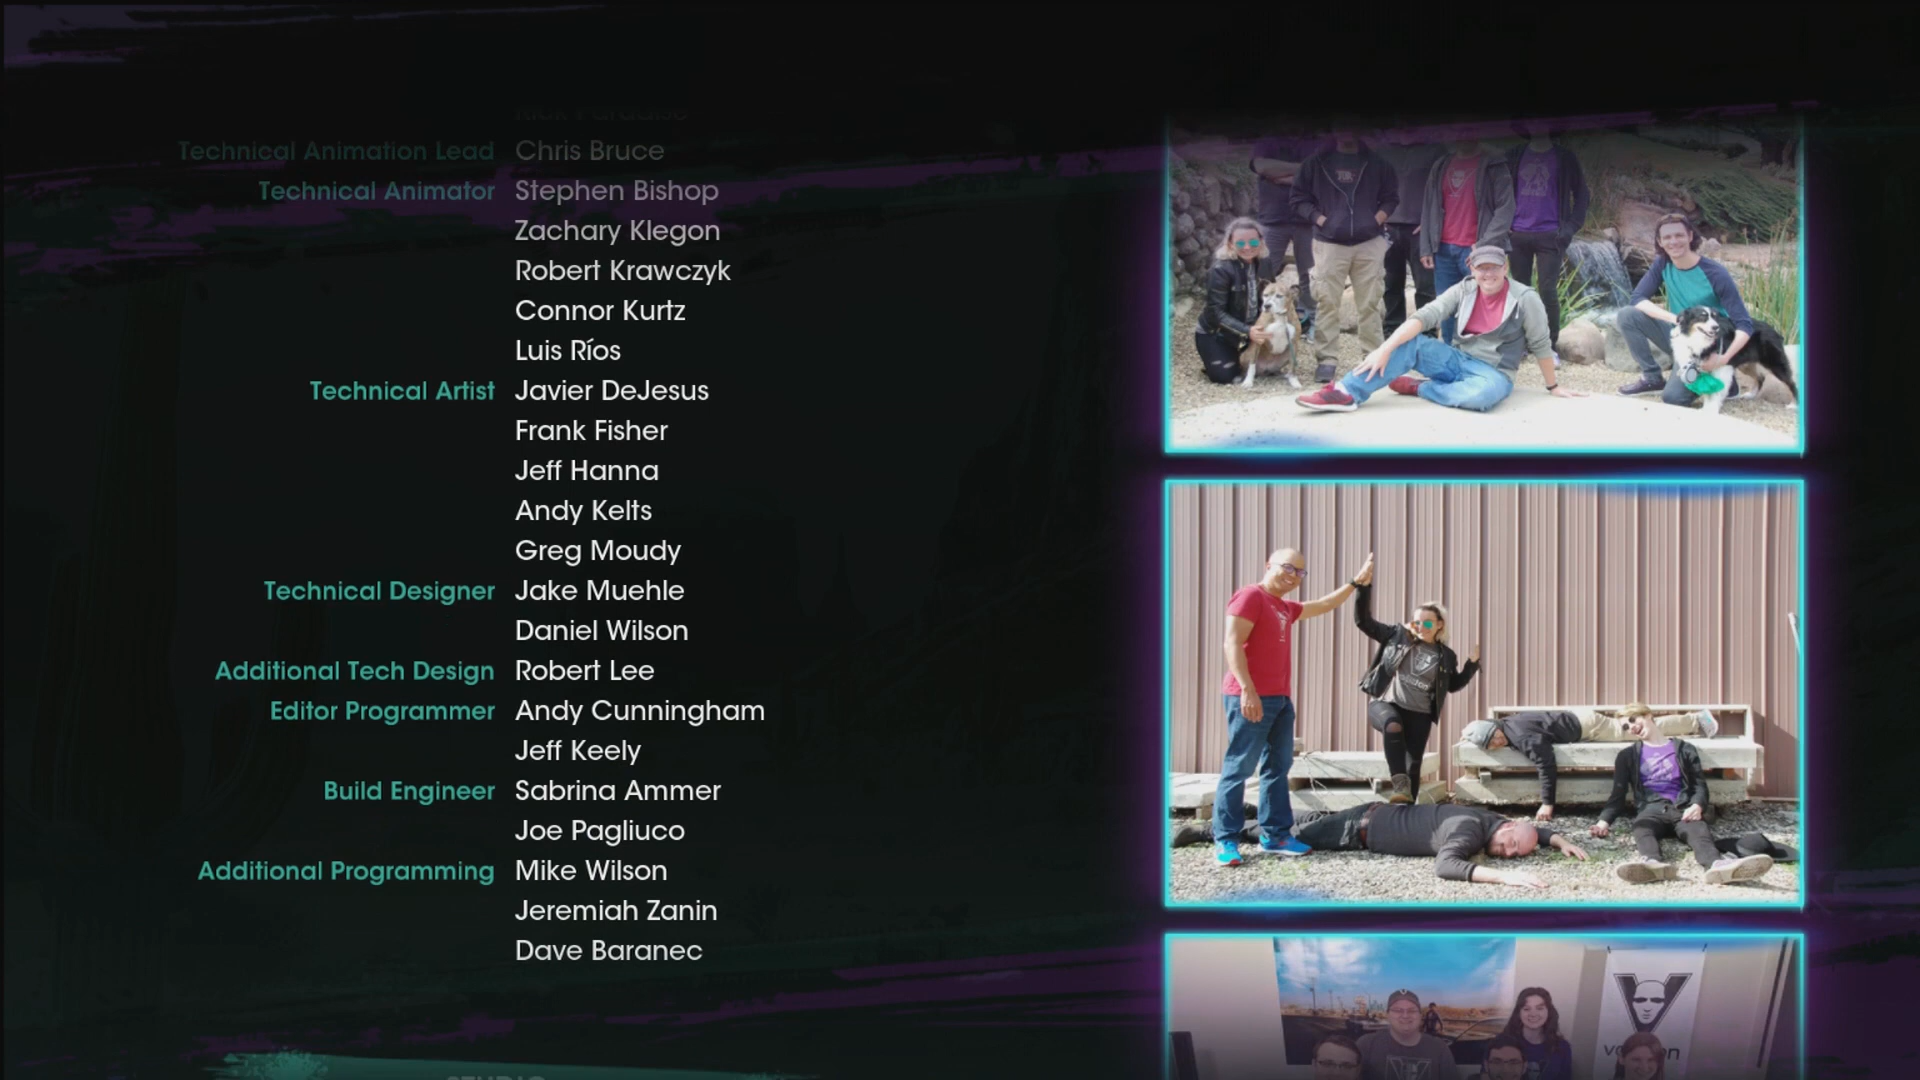 Technical Animation Lead Chris Bruce
Technical Animator Stephen Bishop
Zachary Klegon
Robert Krawczyk
Connor Kurtz
Luis Ríos
Technical Artist Javier DeJesus
Frank Fisher
Jeff Hanna
Andy Kelts
Greg Moudy
Technical Designer Jake Muehle
Daniel Wilson
Additional Tech Design Robert Lee
Editor Programmer Andy Cunningham
Jeff Keely
Build Engineer Sabrina Ammer
Joe Pagliuco
Additional Programming Mike Wilson
Jeremiah Zanin
Dave Baranec